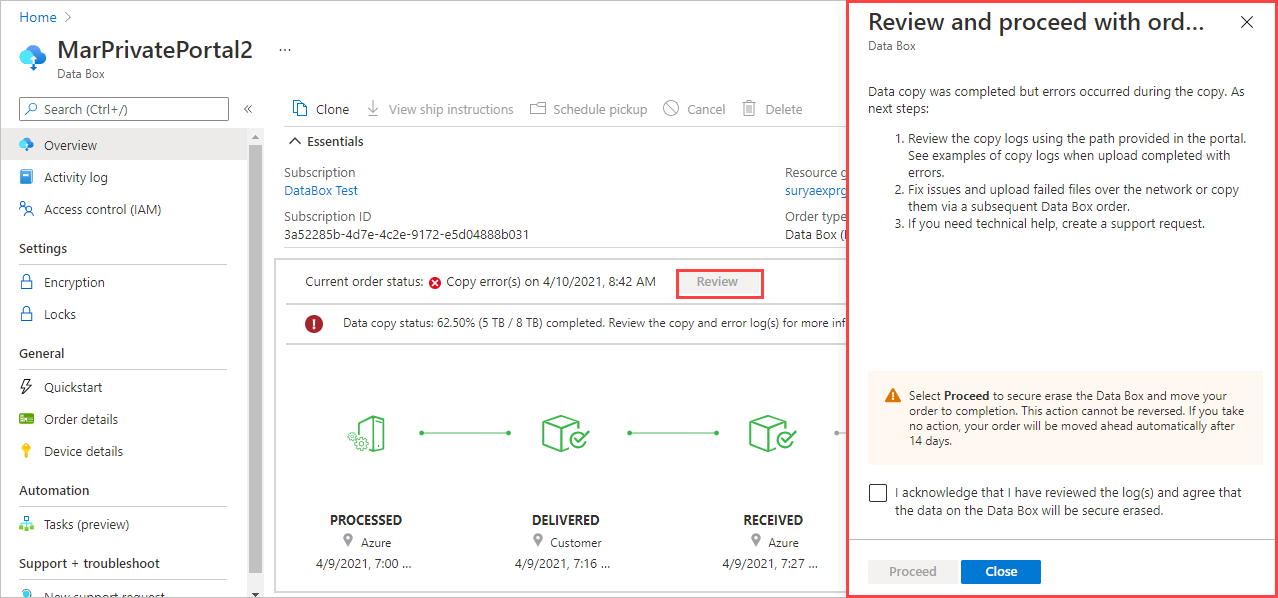 Home
MarPrivatePortal2 ...
Data Box
Search (Ctrl+/)
Overview
Activity log
Access control (IAM)
Settings
Encryption
Locks
General
Quickstart
Order details
Device details
Automation
Tasks (preview)
Support + troubleshoot
New support request
Clone
View ship instructions
Schedule pickup
Cancel
Delete
Essentials
Subscription
DataBox Test
Subscription ID
3a52285b-4d7e-4c2e-9172-e5d04888b031
Resource g
suryaexprg
Order type
Data Box (
Current order status: Copy error(s) on 4/10/2021, 8:42 AM
Review
Data copy status: 62.50% (5 TB / 8 TB) completed. Review the copy and error log(s) for more inf
PROCESSED
Azure
4/9/2021, 7:00 ...
DELIVERED
Customer
4/9/2021, 7:16 ...
RECEIVED
Azure
4/9/2021, 7:27 ...
Review and proceed with ord...
Data Box
Data copy was completed but errors occurred during the copy. As
next steps:
1. Review the copy logs using the path provided in the portal.
See examples of copy logs when upload completed with
errors.
2. Fix issues and upload failed files over the network or copy
them via a subsequent Data Box order.
3. If you need technical help, create a support request.
Select Proceed to secure erase the Data Box and move your
order to completion. This action cannot be reversed. If you take
no action, your order will be moved ahead automatically after
14 days.
I acknowledge that I have reviewed the log(s) and agree that
the data on the Data Box will be secure erased.
Proceed
Close